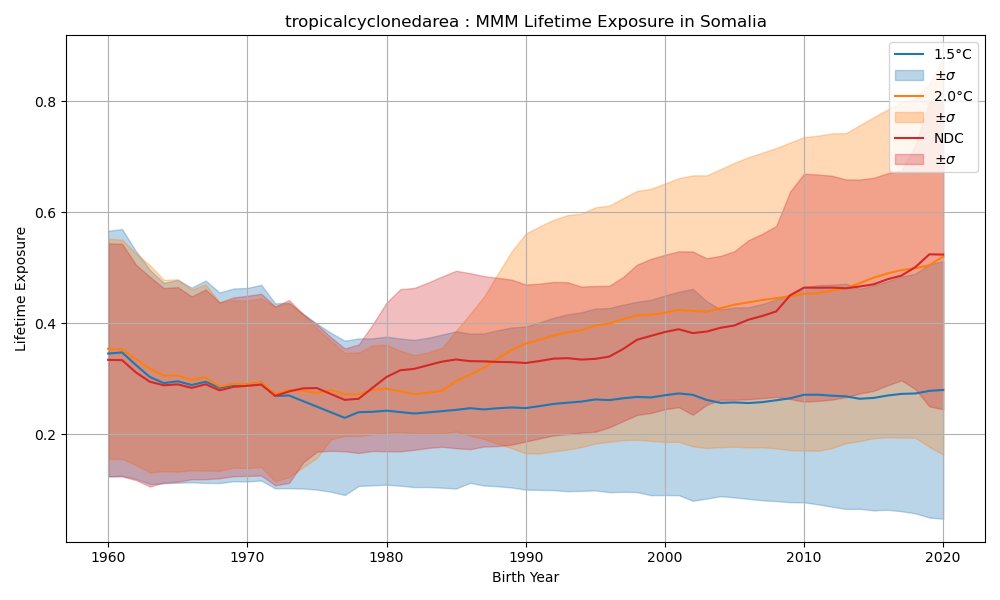 tropicalcyclonedarea : MMM Lifetime Exposure in Somalia
1.5°C
±σ
2.0°C
±σ
NDC
±σ
Lifetime Exposure
0.8
0.6
0.4
0.2
1960 1970 1980 1990 2000 2010 2020
Birth Year